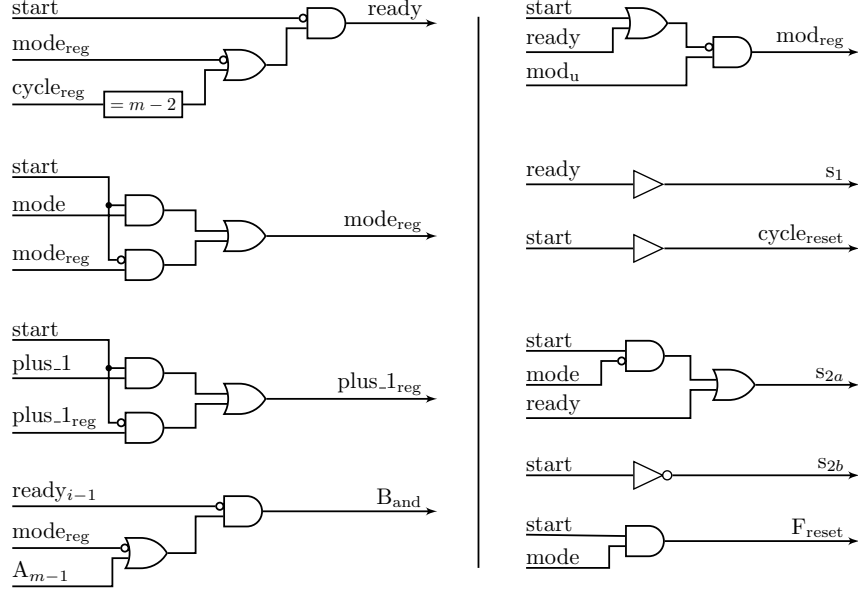 start
ready
mode_reg
cycle_reg
= m − 2
start
mode
mode_reg
mode_reg
start
plus_1
plus_1_reg
plus_1_reg
ready_{i−1}
B_and
mode_reg
A_{m−1}
start
ready
mod_reg
mod_u
ready
s_1
start
cycle_reset
start
mode
s_{2a}
ready
start
s_{2b}
start
F_reset
mode